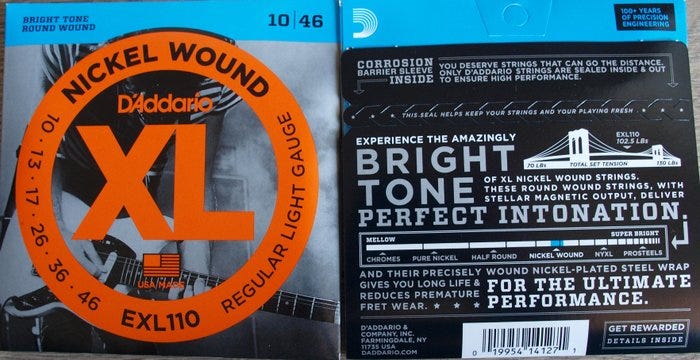 BRIGHT TONE
ROUND WOUND
10 | 46
NICKEL WOUND
D'Addario
XL
10 · 13 · 17 · 26 · 36 · 46
REGULAR LIGHT GAUGE
USA MADE
EXL110
100+ YEARS
OF PRECISION
ENGINEERING
CORROSION
BARRIER SLEEVE
INSIDE
YOU DESERVE STRINGS THAT CAN GO THE DISTANCE.
ONLY D'ADDARIO STRINGS ARE SEALED INSIDE & OUT
TO ENSURE HIGH PERFORMANCE.
THIS SEAL HELPS KEEP YOUR STRINGS AND YOUR PLAYING FRESH
EXPERIENCE THE AMAZINGLY
BRIGHT
TONE
EXL110
102.5 LBs
70 LBs
TOTAL SET TENSION
150 LBs
OF XL NICKEL WOUND STRINGS.
THESE ROUND WOUND STRINGS, WITH
STELLAR MAGNETIC OUTPUT, DELIVER
PERFECT INTONATION.
MELLOW
SUPER BRIGHT
CHROMES
PURE NICKEL
HALF ROUND
NICKEL WOUND
NYXL
PROSTEELS
AND THEIR PRECISELY WOUND NICKEL-PLATED STEEL WRAP
GIVES YOU LONG LIFE &
REDUCES PREMATURE
FRET WEAR.
FOR THE ULTIMATE
PERFORMANCE.
D'ADDARIO &
COMPANY, INC.
FARMINGDALE, NY
11735 USA
DADDARIO.COM
0 19954 14127 1
GET REWARDED
DETAILS INSIDE